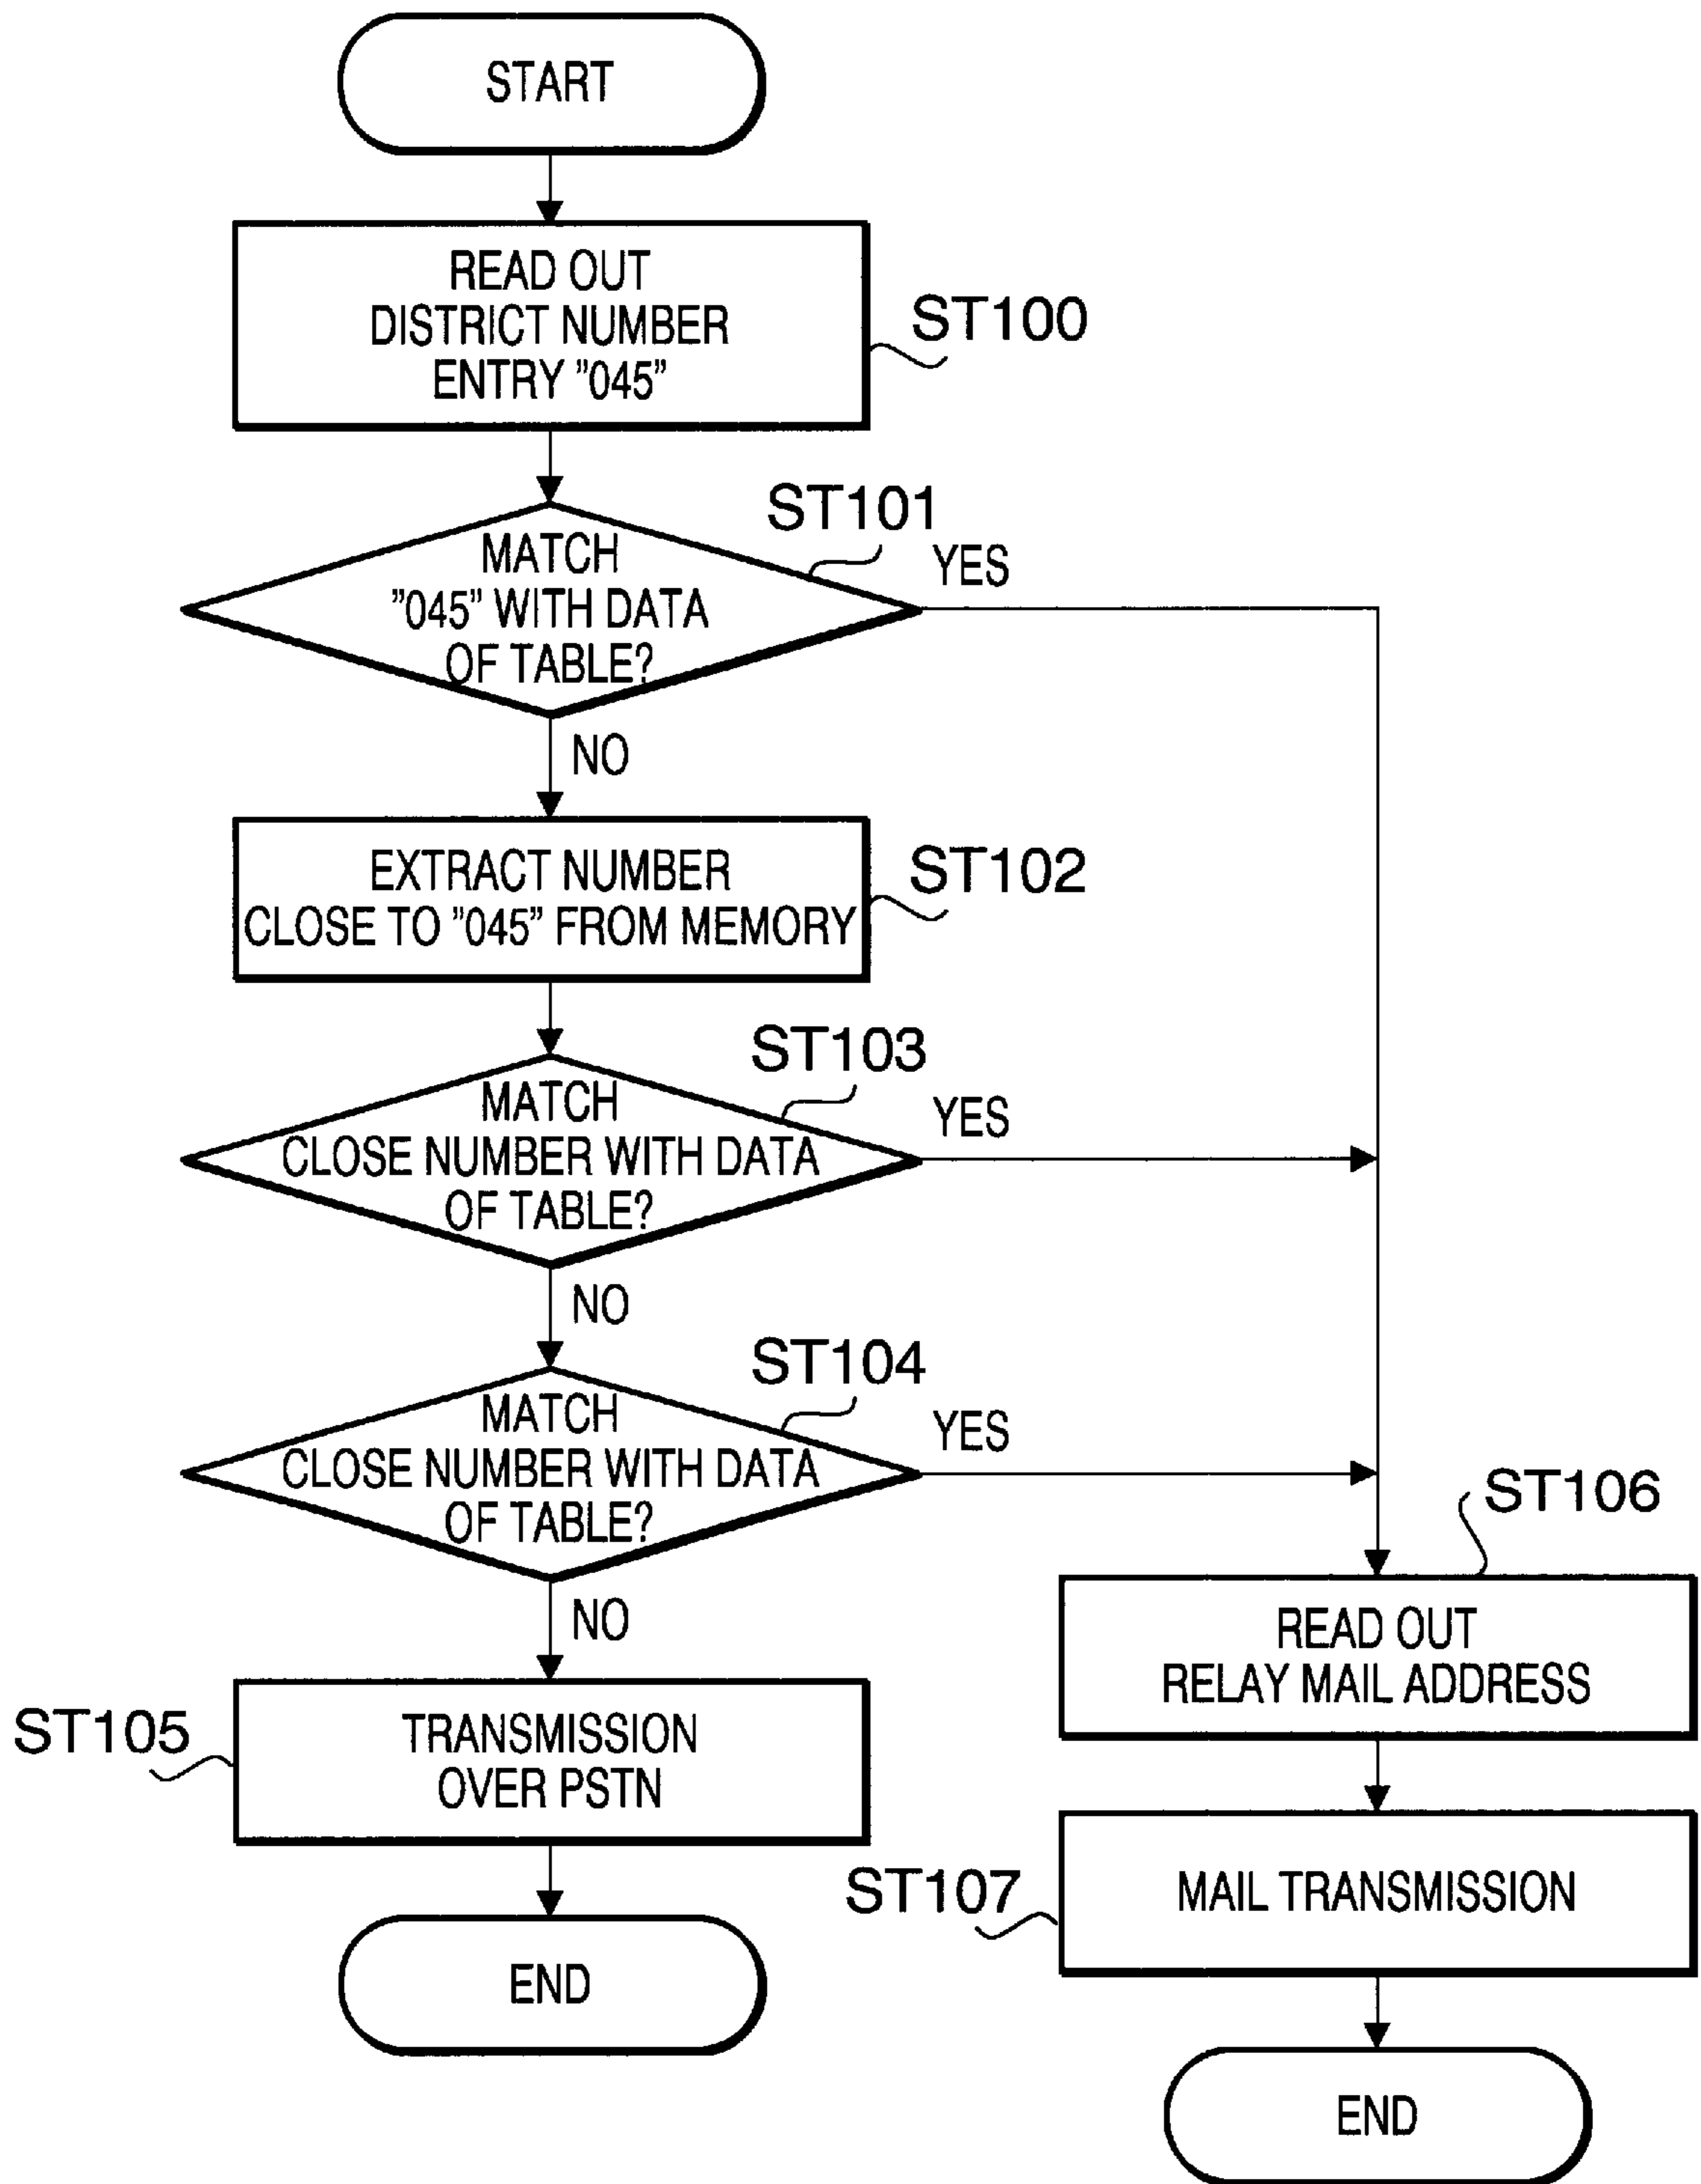 START
READ OUT
DISTRICT NUMBER
ENTRY ”045”
ST100
ST101
MATCH
”045” WITH DATA
OF TABLE?
YES
NO
EXTRACT NUMBER
CLOSE TO ”045” FROM MEMORY
ST102
ST103
MATCH
CLOSE NUMBER WITH DATA
OF TABLE?
YES
NO
ST104
MATCH
CLOSE NUMBER WITH DATA
OF TABLE?
YES
NO
ST105
TRANSMISSION
OVER PSTN
END
ST106
READ OUT
RELAY MAIL ADDRESS
ST107
MAIL TRANSMISSION
END